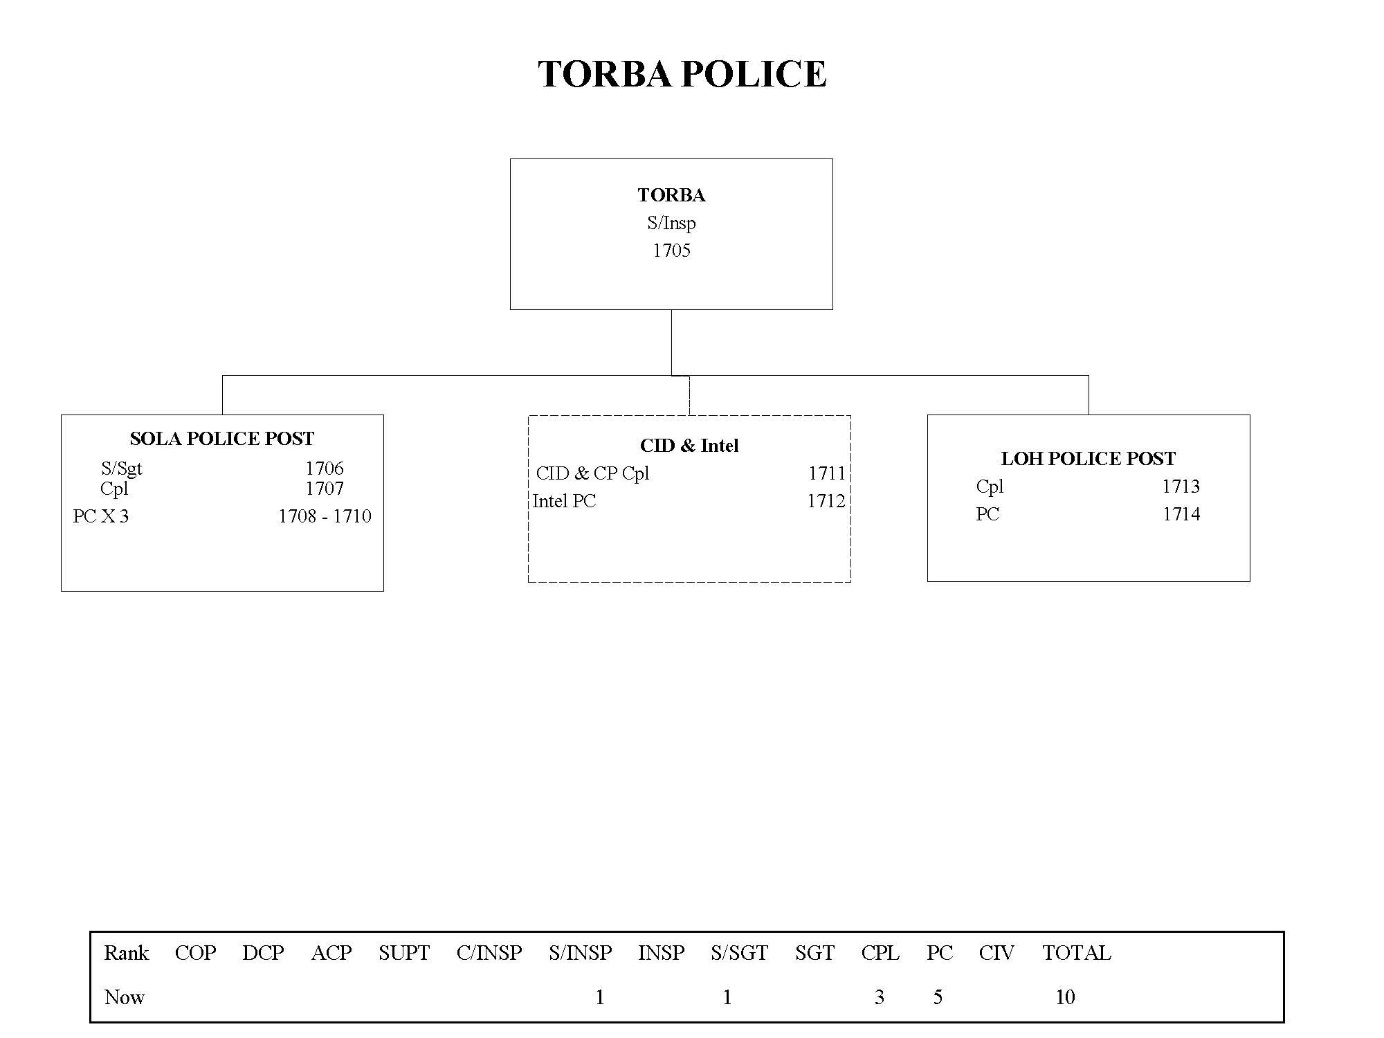 TORBA POLICE
TORBA
S/Insp
1705
SOLA POLICE POST
S/Sgt 1706
Cpl 1707
PC X 3 1708 - 1710
CID & Intel
CID & CP Cpl 1711
Intel PC 1712
LOH POLICE POST
Cpl 1713
PC 1714
Rank COP DCP ACP SUPT C/INSP S/INSP INSP S/SGT SGT CPL PC CIV TOTAL
Now 1 1 3 5 10